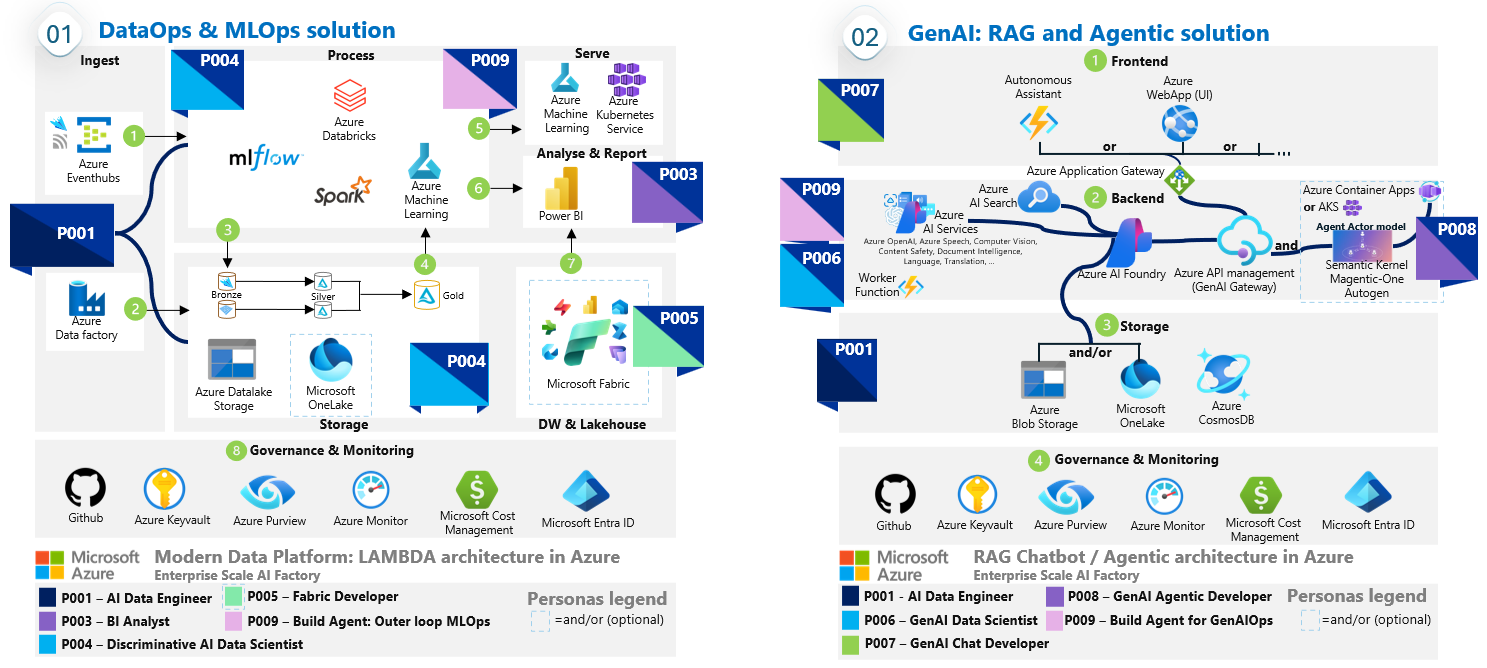 01
DataOps & MLOps solution
Ingest
P004
Process
P009
Serve
Azure
Databricks
Azure
Machine
Learning
Azure
Kubernetes
Service
1
Azure
Eventhubs
mlflow
Spark
Azure
Machine
Learning
5
6
Analyse & Report
Power BI
P003
P001
3
4
7
2
Azure
Data factory
Bronze
Silver
Gold
Azure Datalake
Storage
Microsoft
OneLake
P004
Storage
Microsoft Fabric
P005
DW & Lakehouse
8 Governance & Monitoring
Github
Azure Keyvault
Azure Purview
Azure Monitor
Microsoft Cost
Management
Microsoft Entra ID
Microsoft
Azure
Modern Data Platform: LAMBDA architecture in Azure
Enterprise Scale AI Factory
P001 – AI Data Engineer
P003 – BI Analyst
P004 – Discriminative AI Data Scientist
P005 – Fabric Developer
P009 – Build Agent: Outer loop MLOps
Personas legend
=and/or (optional)
02
GenAI: RAG and Agentic solution
1 Frontend
P007
Autonomous
Assistant
Azure
WebApp (UI)
or
or
...
Azure Application Gateway
P009
P006
Azure
AI Search
2 Backend
Azure
AI Services
Azure OpenAI, Azure Speech, Computer Vision,
Content Safety, Document Intelligence,
Language, Translation, ...
Worker
Function
Azure AI Foundry
Azure API management
(GenAI Gateway)
and
Azure Container Apps
or AKS
Agent Actor model
Semantic Kernel
Magentic-One
Autogen
P008
3 Storage
and/or
P001
Azure
Blob Storage
Microsoft
OneLake
Azure
CosmosDB
4 Governance & Monitoring
Github
Azure Keyvault
Azure Purview
Azure Monitor
Microsoft Cost
Management
Microsoft Entra ID
Microsoft
Azure
RAG Chatbot / Agentic architecture in Azure
Enterprise Scale AI Factory
P001 - AI Data Engineer
P006 – GenAI Data Scientist
P007 – GenAI Chat Developer
P008 – GenAI Agentic Developer
P009 – Build Agent for GenAIOps
Personas legend
=and/or (optional)